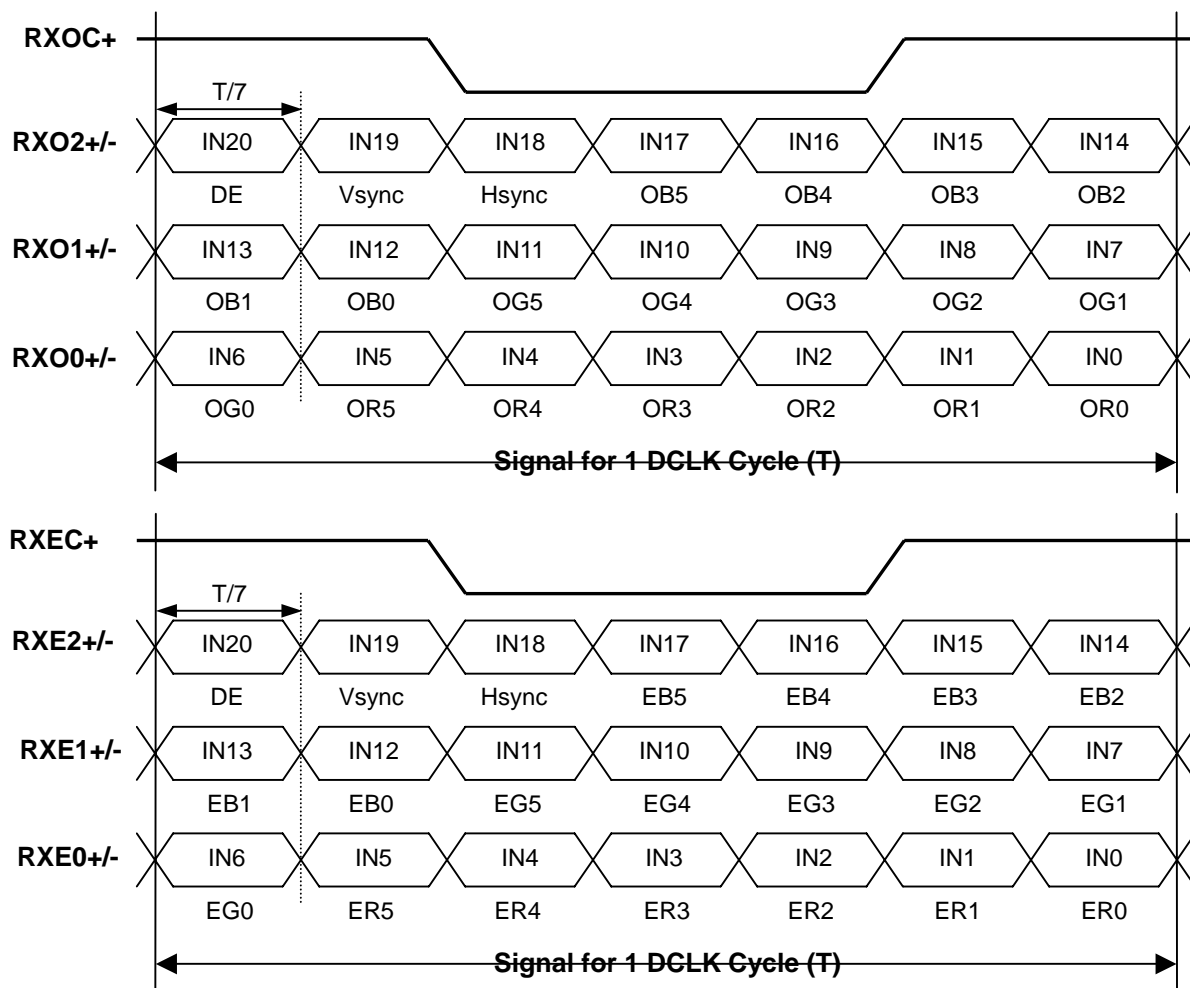 RXOC+
T/7
RXO2+/- IN20 IN19 IN18 IN17 IN16 IN15 IN14
DE Vsync Hsync OB5 OB4 OB3 OB2
RXO1+/- IN13 IN12 IN11 IN10 IN9 IN8 IN7
OB1 OB0 OG5 OG4 OG3 OG2 OG1
RXO0+/- IN6 IN5 IN4 IN3 IN2 IN1 IN0
OG0 OR5 OR4 OR3 OR2 OR1 OR0
Signal for 1 DCLK Cycle (T)
RXEC+
T/7
RXE2+/- IN20 IN19 IN18 IN17 IN16 IN15 IN14
DE Vsync Hsync EB5 EB4 EB3 EB2
RXE1+/- IN13 IN12 IN11 IN10 IN9 IN8 IN7
EB1 EB0 EG5 EG4 EG3 EG2 EG1
RXE0+/- IN6 IN5 IN4 IN3 IN2 IN1 IN0
EG0 ER5 ER4 ER3 ER2 ER1 ER0
Signal for 1 DCLK Cycle (T)